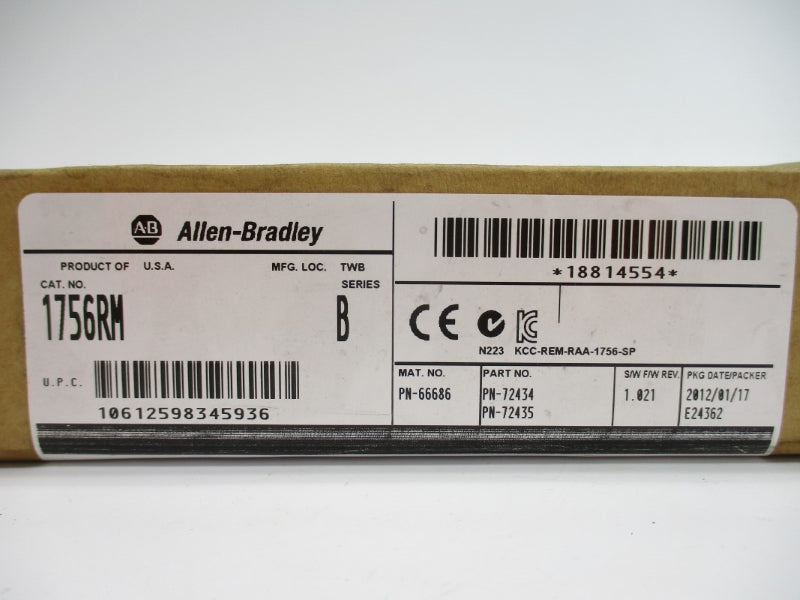 A-B Allen-Bradley
PRODUCT OF U.S.A. MFG. LOC. TWB
CAT. NO. SERIES
1756RM B
U.P.C.
10612598345936
*18814554*
CE KC
N223 KCC-REM-RAA-1756-SP
MAT. NO. PART NO. S/W F/W REV. PKG DATE/PACKER
PN-66686 PN-72434 1.021 2012/01/17
PN-72435 E24362